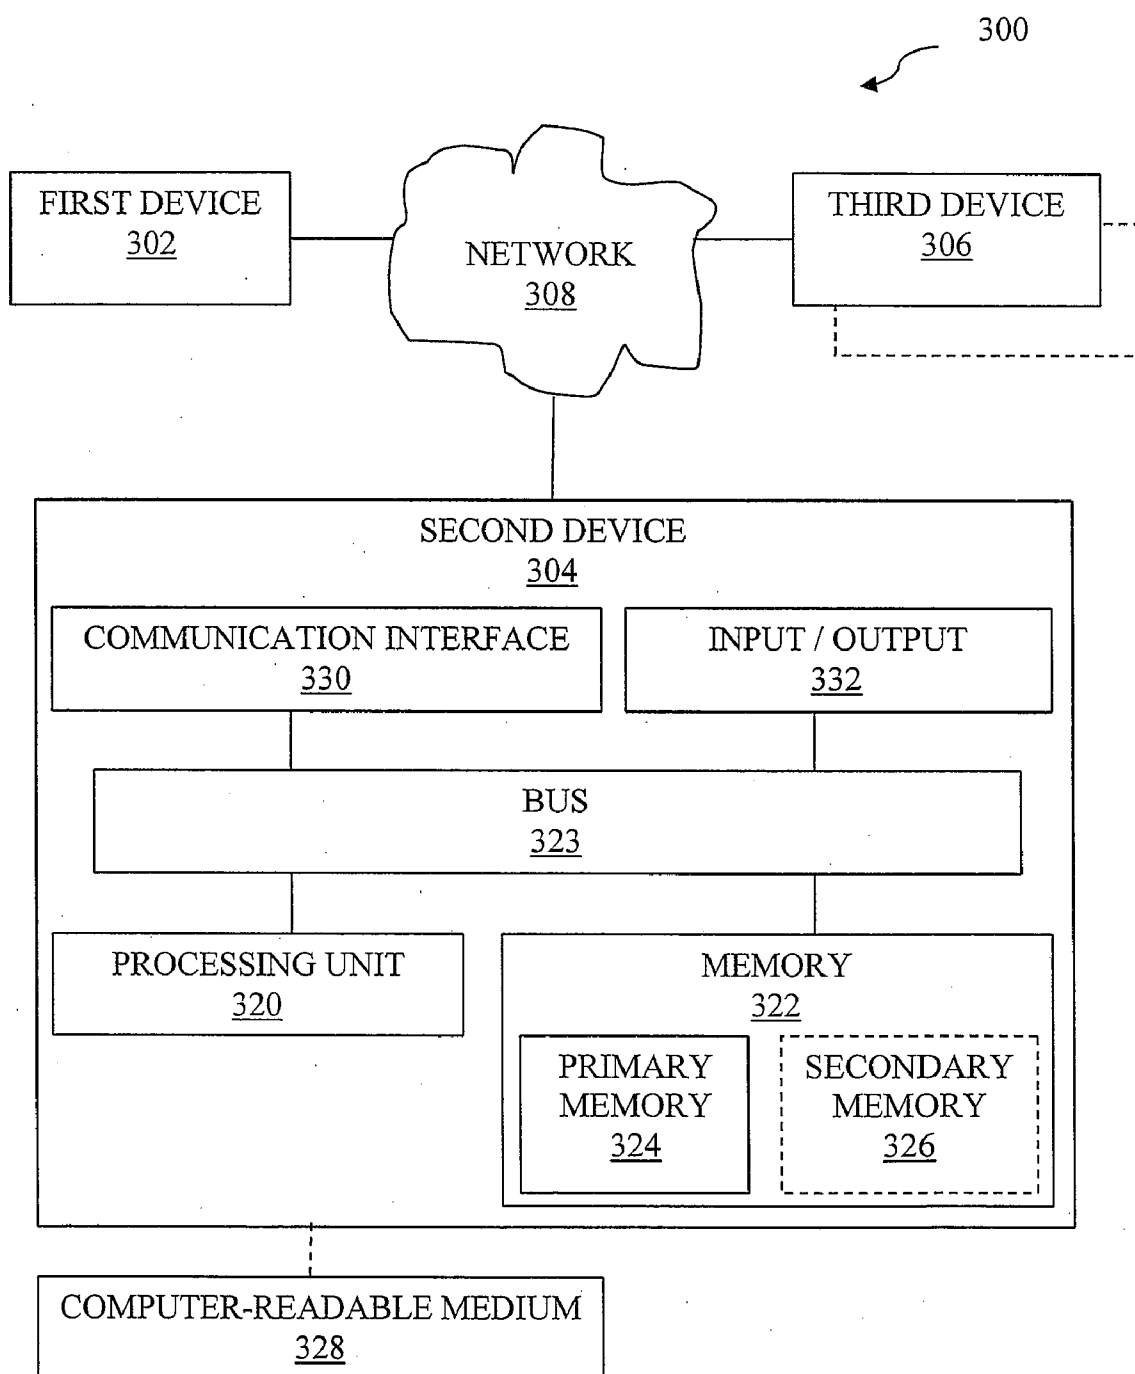 300
FIRST DEVICE
302
NETWORK
308
THIRD DEVICE
306
SECOND DEVICE
304
COMMUNICATION INTERFACE
330
INPUT / OUTPUT
332
BUS
323
PROCESSING UNIT
320
MEMORY
322
PRIMARY
MEMORY
324
SECONDARY
MEMORY
326
COMPUTER-READABLE MEDIUM
328